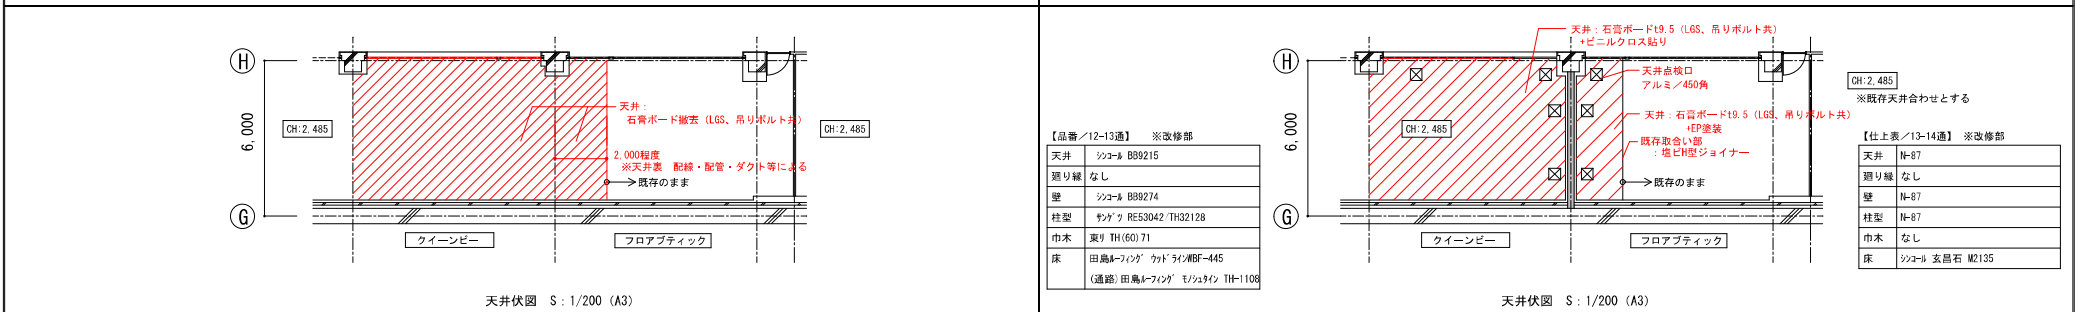 H
6,000
G
CH:2,485
天井：
石膏ボード撤去 (LGS、吊りボルト共)
2,000程度
※天井裏 配線・配管・ダクト等による
既存のまま
CH:2,485
クイーンビー
フロアブティック
天井伏図 S：1/200 (A3)
【品番／12-13通】 ※改修部
天井 シンコール BB9215
廻り縁 なし
壁 シンコール BB9274
柱型 サンゲツ RE53042/TH32128
巾木 東リ TH(60)71
床 田島ルーフィング ウッドラインWBF-445
(通路)田島ルーフィング モノシュタイン TH-1108
H
6,000
G
天井：石膏ボードt9.5 (LGS、吊りボルト共)
+ビニルクロス貼り
天井点検口
アルミ／450角
CH:2,485
天井：石膏ボードt9.5 (LGS、吊りボルト共)
+EP塗装
既存取合い部
：塩ビH型ジョイナー
既存のまま
クイーンビー
フロアブティック
天井伏図 S：1/200 (A3)
CH:2,485
※既存天井合わせとする
【仕上表／13-14通】 ※改修部
天井 N-87
廻り縁 なし
壁 N-87
柱型 N-87
巾木 なし
床 シンコール 玄昌石 M2135